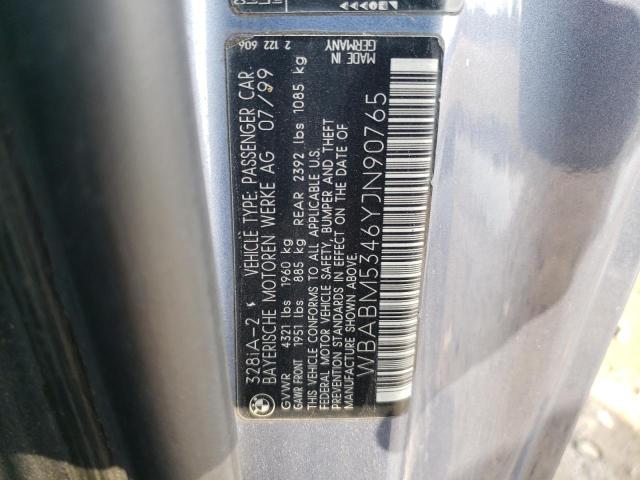 328iA-2 VEHICLE TYPE: PASSENGER CAR
BAYERISCHE MOTOREN WERKE AG 07/99
GVWR 4321 lbs 1960 kg
GAWR FRONT 1951 lbs 885 kg REAR 2392 lbs 1085 kg
THIS VEHICLE CONFORMS TO ALL APPLICABLE U.S.
FEDERAL MOTOR VEHICLE SAFETY, BUMPER AND THEFT
PREVENTION STANDARDS IN EFFECT ON THE DATE OF
MANUFACTURE SHOWN ABOVE.
WBABM5346YJN90765
2 122 606
MADE IN
GERMANY